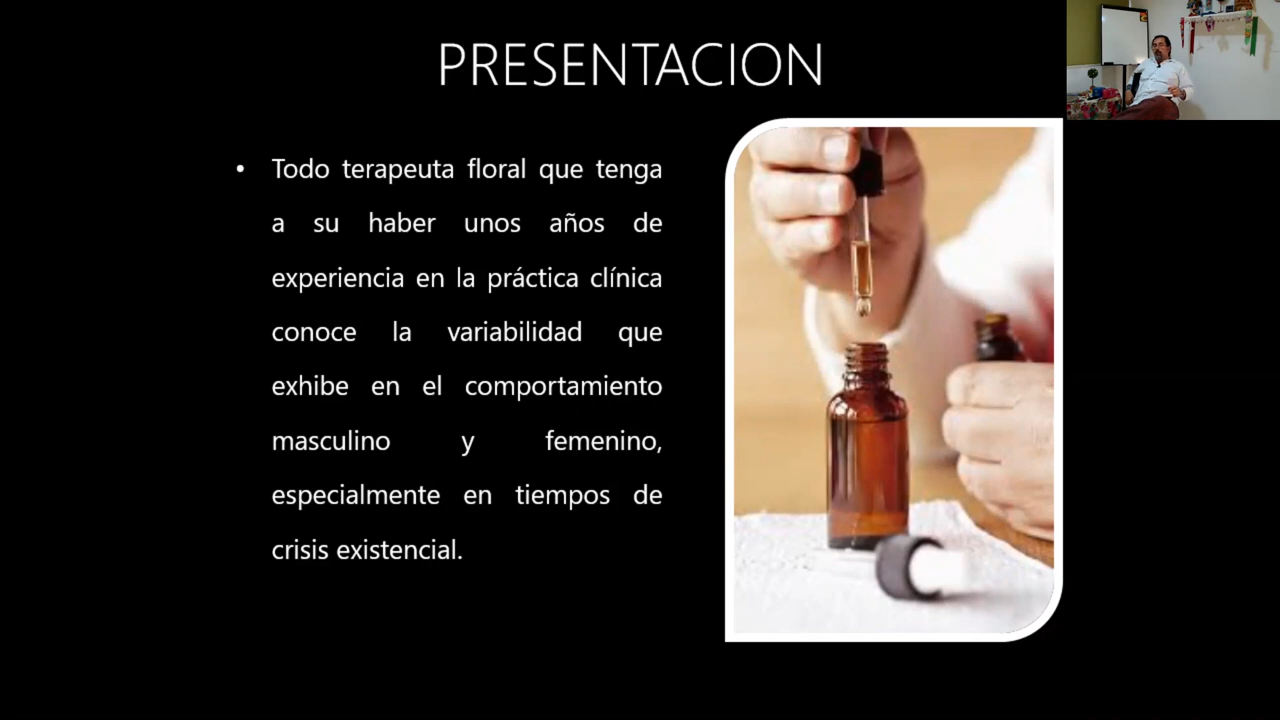 PRESENTACION
• Todo terapeuta floral que tenga
a su haber unos años de
experiencia en la práctica clínica
conoce la variabilidad que
exhibe en el comportamiento
masculino y femenino,
especialmente en tiempos de
crisis existencial.